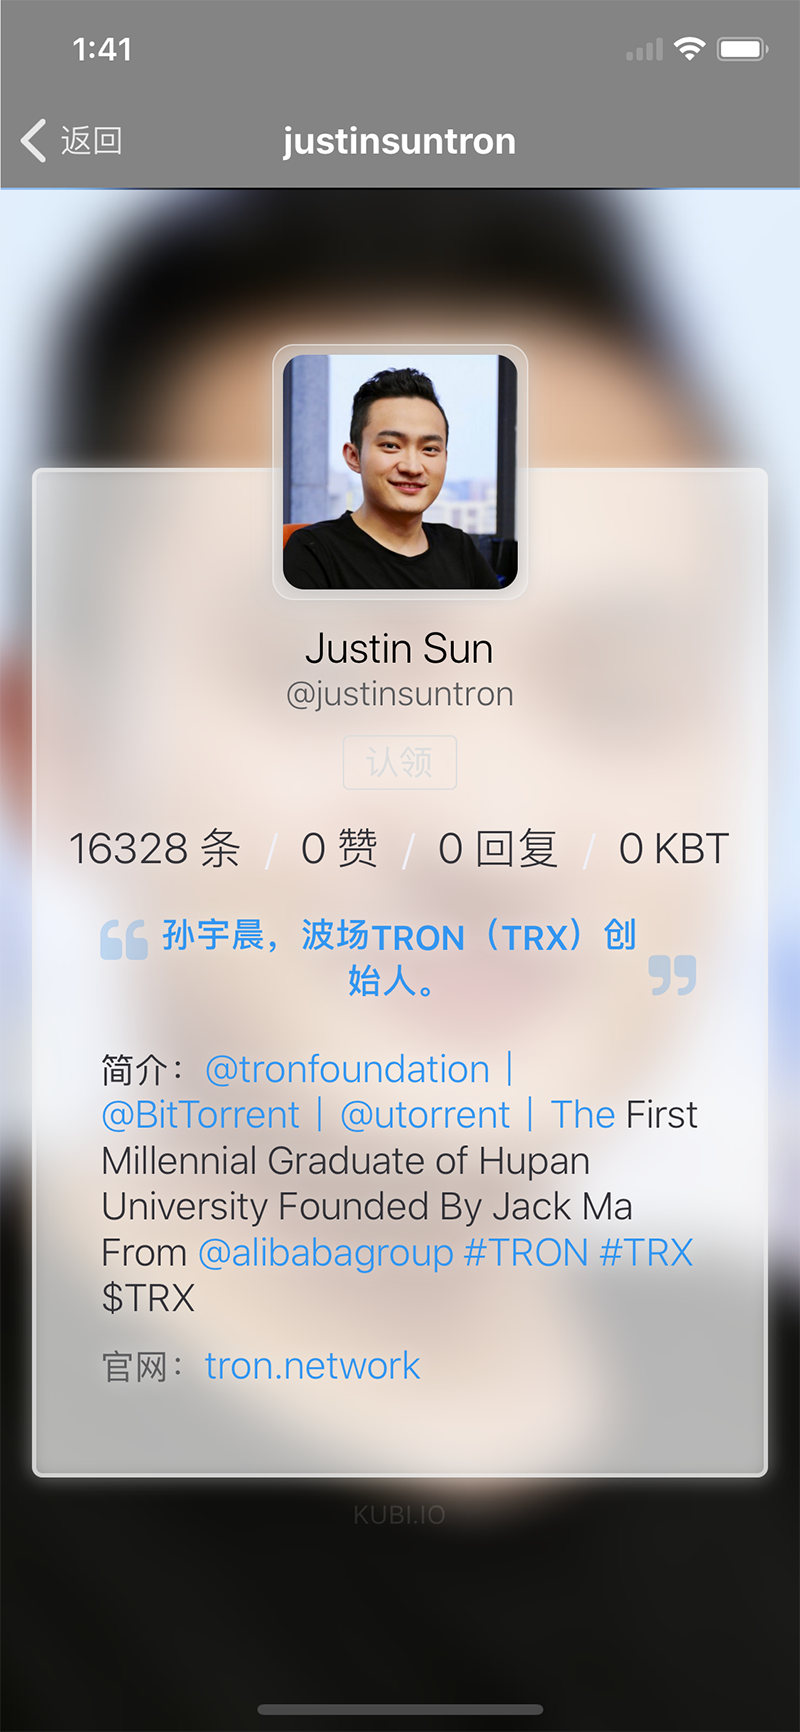 1:41
返回
justinsuntron
Justin Sun
@justinsuntron
认领
16328 条 / 0 赞 / 0 回复 / 0 KBT
“ 孙宇晨，波场TRON（TRX）创
始人。 ”
简介：@tronfoundation |
@BitTorrent | @utorrent | The First
Millennial Graduate of Hupan
University Founded By Jack Ma
From @alibabagroup #TRON #TRX
$TRX
官网：tron.network
KUBI.IO